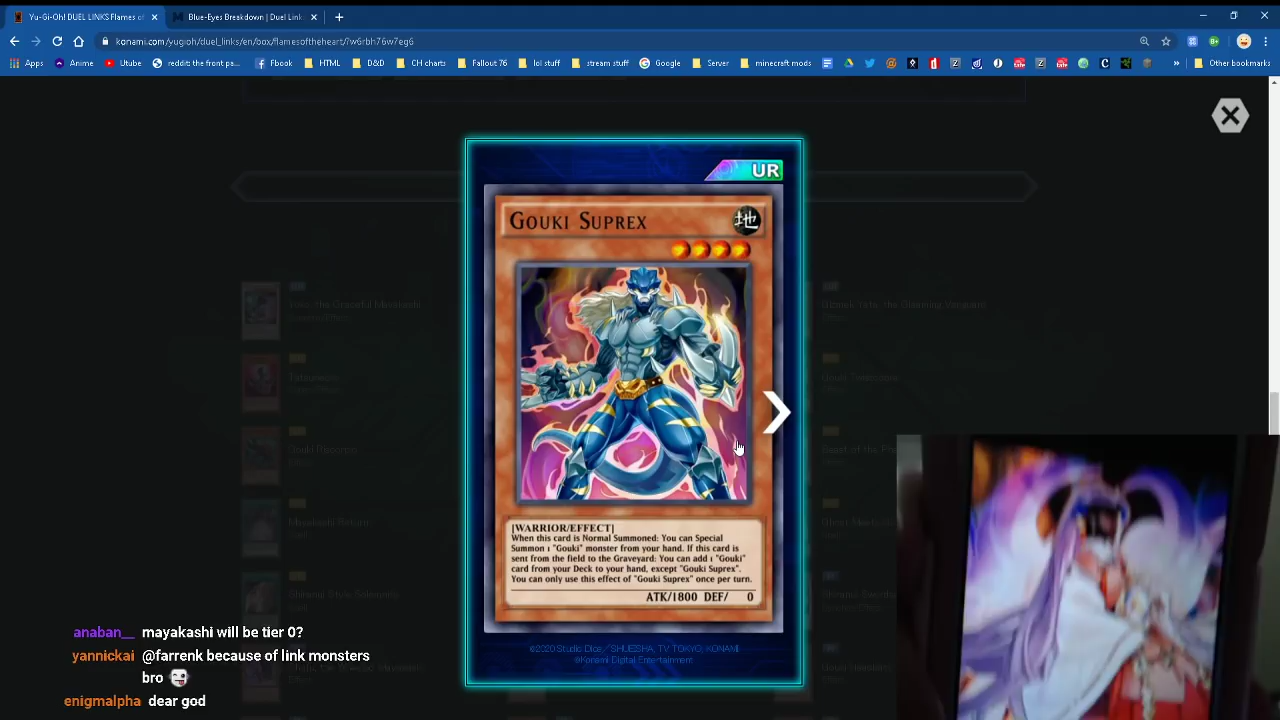 Yu-Gi-Oh! DUEL LINKS Flames of
Blue-Eyes Breakdown | Duel Link
konami.com/yugioh/duel_links/en/box/flamesoftheheart/?w6rbh76w7eg6
Apps Anime Utube reddit: the front pa... Fbook HTML D&D CH charts Fallout 76 lol stuff stream stuff Google Server minecraft mods Other bookmarks
UR
GOUKI SUPREX
地
[WARRIOR/EFFECT]
When this card is Normal Summoned: You can Special
Summon 1 "Gouki" monster from your hand. If this card is
sent from the field to the Graveyard: You can add 1 "Gouki"
card from your Deck to your hand, except "Gouki Suprex".
You can only use this effect of "Gouki Suprex" once per turn.
ATK/1800 DEF/ 0
©2020 Studio Dice/SHUEISHA, TV TOKYO, KONAMI
©Konami Digital Entertainment
anaban__ mayakashi will be tier 0?
yannickai @farrenk because of link monsters
bro
enigmalpha dear god